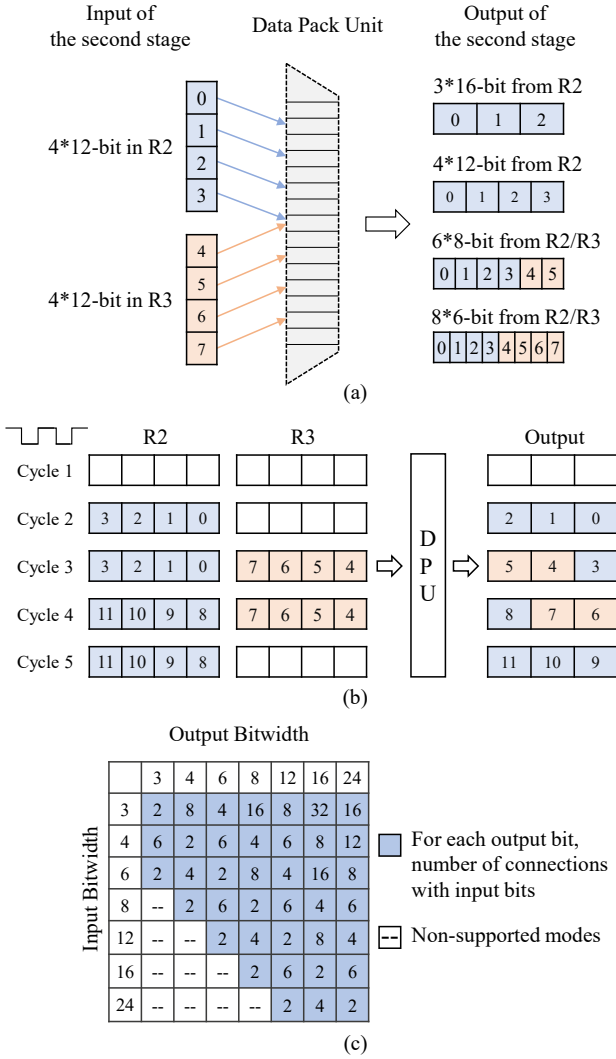 Input of
the second stage
Data Pack Unit
Output of
the second stage
4*12-bit in R2
0
1
2
3
4*12-bit in R3
4
5
6
7
3*16-bit from R2
0 1 2
4*12-bit from R2
0 1 2 3
6*8-bit from R2/R3
0 1 2 3 4 5
8*6-bit from R2/R3
0 1 2 3 4 5 6 7
(a)
R2 R3 Output
Cycle 1
Cycle 2 3 2 1 0 2 1 0
Cycle 3 3 2 1 0 7 6 5 4 5 4 3
Cycle 4 11 10 9 8 7 6 5 4 8 7 6
Cycle 5 11 10 9 8 11 10 9
D
P
U
(b)
Output Bitwidth
Input Bitwidth
3 4 6 8 12 16 24
3 2 8 4 16 8 32 16
4 6 2 6 4 6 8 12
6 2 4 2 8 4 16 8
8 -- 2 6 2 6 4 6
12 -- -- 2 4 2 8 4
16 -- -- -- 2 6 2 6
24 -- -- -- -- 2 4 2
For each output bit,
number of connections
with input bits
-- Non-supported modes
(c)